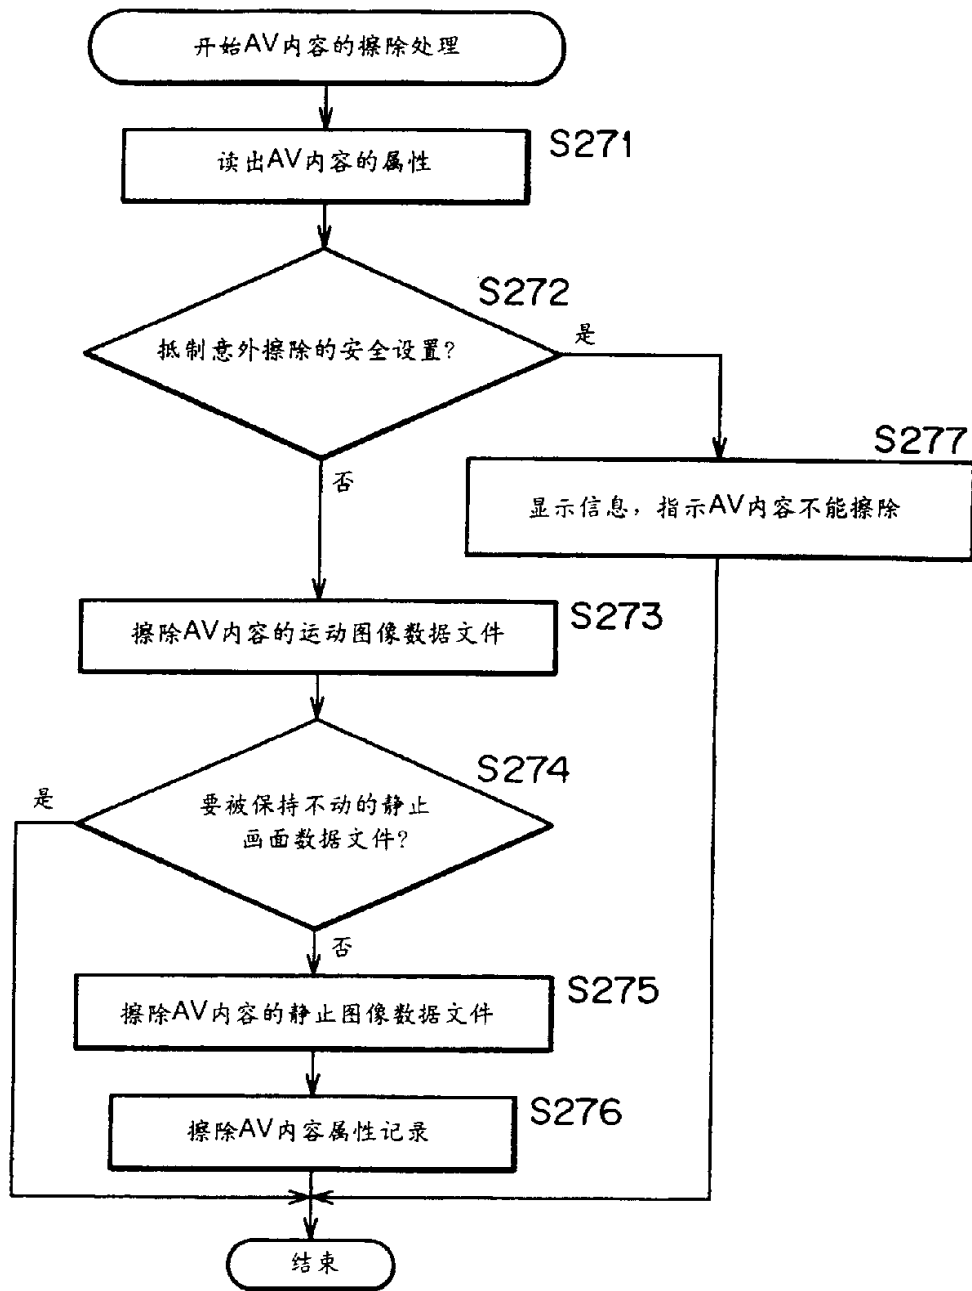 开始AV内容的擦除处理
S271
读出AV内容的属性
S272
抵制意外擦除的安全设置?
是
S277
显示信息，指示AV内容不能擦除
否
S273
擦除AV内容的运动图像数据文件
S274
是
要被保持不动的静止
画面数据文件?
否
S275
擦除AV内容的静止图像数据文件
S276
擦除AV内容属性记录
结束